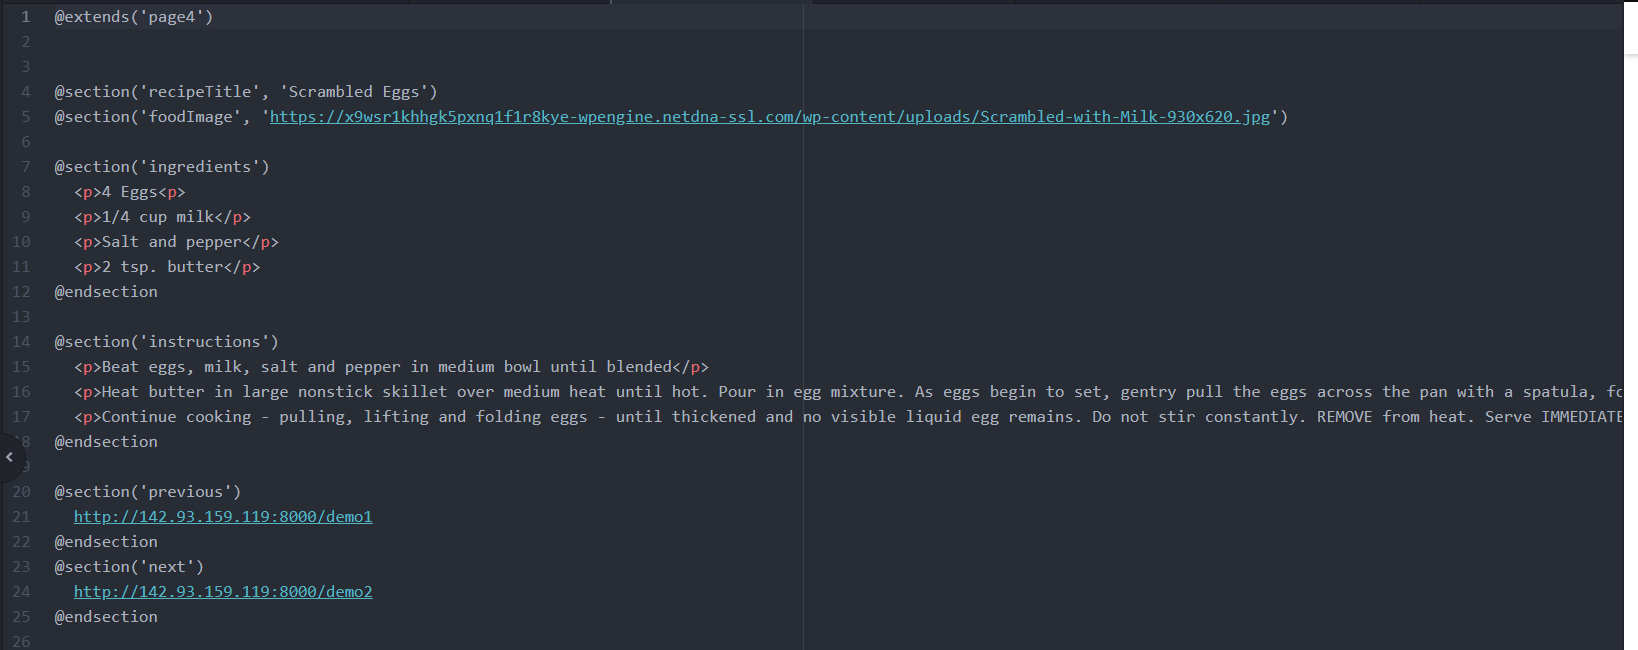 1 @extends('page4')
2
3
4 @section('recipeTitle', 'Scrambled Eggs')
5 @section('foodImage', 'https://x9wsr1khhgk5pxnq1f1r8kye-wpengine.netdna-ssl.com/wp-content/uploads/Scrambled-with-Milk-930x620.jpg')
6
7 @section('ingredients')
8 <p>4 Eggs<p>
9 <p>1/4 cup milk</p>
10 <p>Salt and pepper</p>
11 <p>2 tsp. butter</p>
12 @endsection
13
14 @section('instructions')
15 <p>Beat eggs, milk, salt and pepper in medium bowl until blended</p>
16 <p>Heat butter in large nonstick skillet over medium heat until hot. Pour in egg mixture. As eggs begin to set, gentry pull the eggs across the pan with a spatula,
17 <p>Continue cooking - pulling, lifting and folding eggs - until thickened and no visible liquid egg remains. Do not stir constantly. REMOVE from heat. Serve IMMEDIATE
8 @endsection
9
20 @section('previous')
21 http://142.93.159.119:8000/demo1
22 @endsection
23 @section('next')
24 http://142.93.159.119:8000/demo2
25 @endsection
26